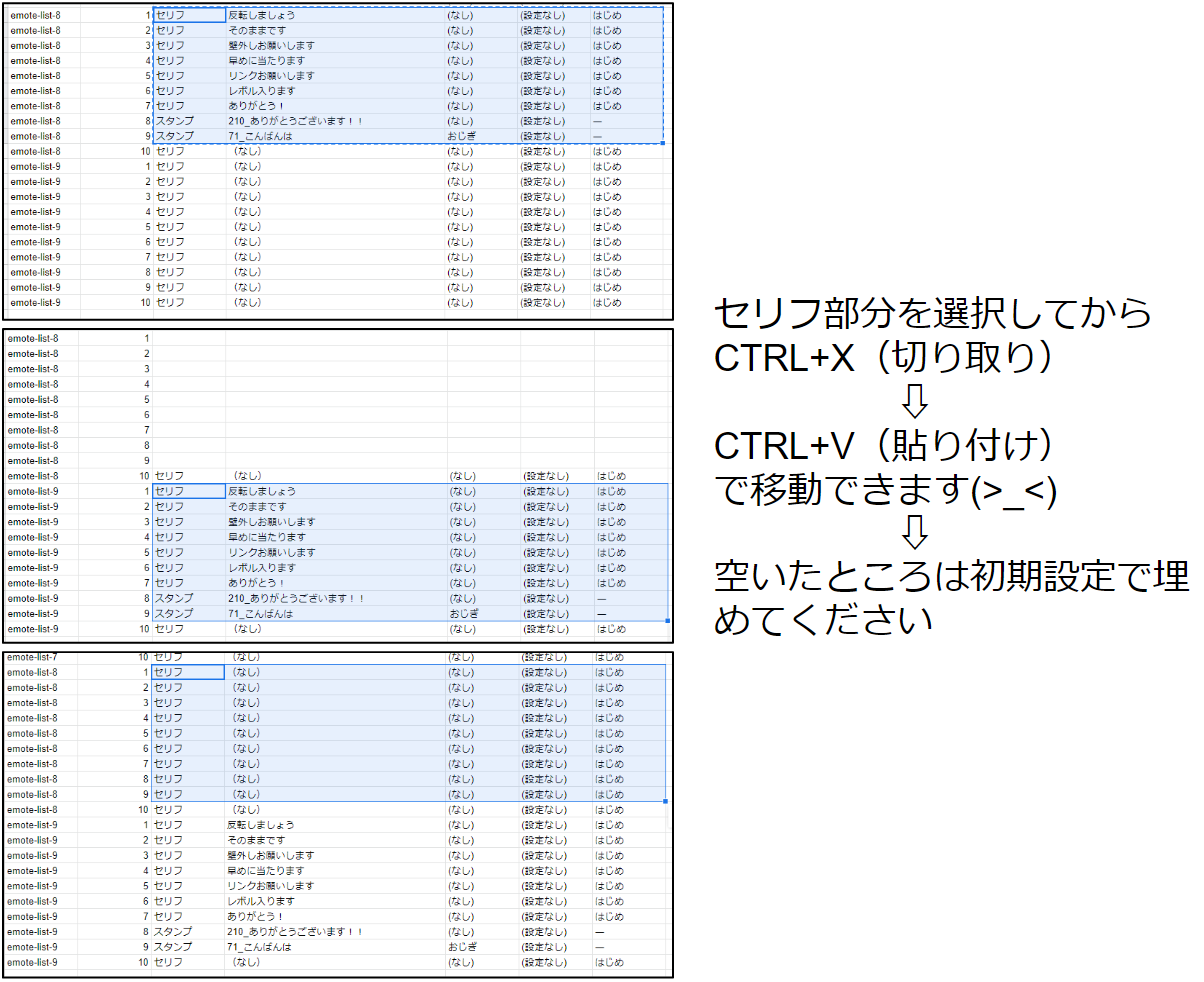 emote-list-8 1 セリフ 反転しましょう (なし) (設定なし) はじめ
emote-list-8 2 セリフ そのままです (なし) (設定なし) はじめ
emote-list-8 3 セリフ 壁外しお願いします (なし) (設定なし) はじめ
emote-list-8 4 セリフ 早めに当たります (なし) (設定なし) はじめ
emote-list-8 5 セリフ リンクお願いします (なし) (設定なし) はじめ
emote-list-8 6 セリフ レボル入ります (なし) (設定なし) はじめ
emote-list-8 7 セリフ ありがとう! (なし) (設定なし) はじめ
emote-list-8 8 スタンプ 210_ありがとうございます!! (なし) (設定なし) ―
emote-list-8 9 スタンプ 71_こんばんは おじぎ (設定なし) ―
emote-list-8 10 セリフ (なし) (なし) (設定なし) はじめ
emote-list-9 1 セリフ (なし) (なし) (設定なし) はじめ
emote-list-9 2 セリフ (なし) (なし) (設定なし) はじめ
emote-list-9 3 セリフ (なし) (なし) (設定なし) はじめ
emote-list-9 4 セリフ (なし) (なし) (設定なし) はじめ
emote-list-9 5 セリフ (なし) (なし) (設定なし) はじめ
emote-list-9 6 セリフ (なし) (なし) (設定なし) はじめ
emote-list-9 7 セリフ (なし) (なし) (設定なし) はじめ
emote-list-9 8 セリフ (なし) (なし) (設定なし) はじめ
emote-list-9 9 セリフ (なし) (なし) (設定なし) はじめ
emote-list-9 10 セリフ (なし) (なし) (設定なし) はじめ
emote-list-8 1
emote-list-8 2
emote-list-8 3
emote-list-8 4
emote-list-8 5
emote-list-8 6
emote-list-8 7
emote-list-8 8
emote-list-8 9
emote-list-8 10 セリフ (なし) (なし) (設定なし) はじめ
emote-list-9 1 セリフ 反転しましょう (なし) (設定なし) はじめ
emote-list-9 2 セリフ そのままです (なし) (設定なし) はじめ
emote-list-9 3 セリフ 壁外しお願いします (なし) (設定なし) はじめ
emote-list-9 4 セリフ 早めに当たります (なし) (設定なし) はじめ
emote-list-9 5 セリフ リンクお願いします (なし) (設定なし) はじめ
emote-list-9 6 セリフ レボル入ります (なし) (設定なし) はじめ
emote-list-9 7 セリフ ありがとう! (なし) (設定なし) はじめ
emote-list-9 8 スタンプ 210_ありがとうございます!! (なし) (設定なし) ―
emote-list-9 9 スタンプ 71_こんばんは おじぎ (設定なし) ―
emote-list-9 10 セリフ (なし) (なし) (設定なし) はじめ
emote-list-7 10 セリフ (なし) (なし) (設定なし) はじめ
emote-list-8 1 セリフ (なし) (なし) (設定なし) はじめ
emote-list-8 2 セリフ (なし) (なし) (設定なし) はじめ
emote-list-8 3 セリフ (なし) (なし) (設定なし) はじめ
emote-list-8 4 セリフ (なし) (なし) (設定なし) はじめ
emote-list-8 5 セリフ (なし) (なし) (設定なし) はじめ
emote-list-8 6 セリフ (なし) (なし) (設定なし) はじめ
emote-list-8 7 セリフ (なし) (なし) (設定なし) はじめ
emote-list-8 8 セリフ (なし) (なし) (設定なし) はじめ
emote-list-8 9 セリフ (なし) (なし) (設定なし) はじめ
emote-list-8 10 セリフ (なし) (なし) (設定なし) はじめ
emote-list-9 1 セリフ 反転しましょう (なし) (設定なし) はじめ
emote-list-9 2 セリフ そのままです (なし) (設定なし) はじめ
emote-list-9 3 セリフ 壁外しお願いします (なし) (設定なし) はじめ
emote-list-9 4 セリフ 早めに当たります (なし) (設定なし) はじめ
emote-list-9 5 セリフ リンクお願いします (なし) (設定なし) はじめ
emote-list-9 6 セリフ レボル入ります (なし) (設定なし) はじめ
emote-list-9 7 セリフ ありがとう! (なし) (設定なし) はじめ
emote-list-9 8 スタンプ 210_ありがとうございます!! (なし) (設定なし) ―
emote-list-9 9 スタンプ 71_こんばんは おじぎ (設定なし) ―
emote-list-9 10 セリフ (なし) (なし) (設定なし) はじめ
セリフ部分を選択してから
CTRL+X(切り取り)
⇩
CTRL+V(貼り付け)
で移動できます(>_<)
⇩
空いたところは初期設定で埋
めてください